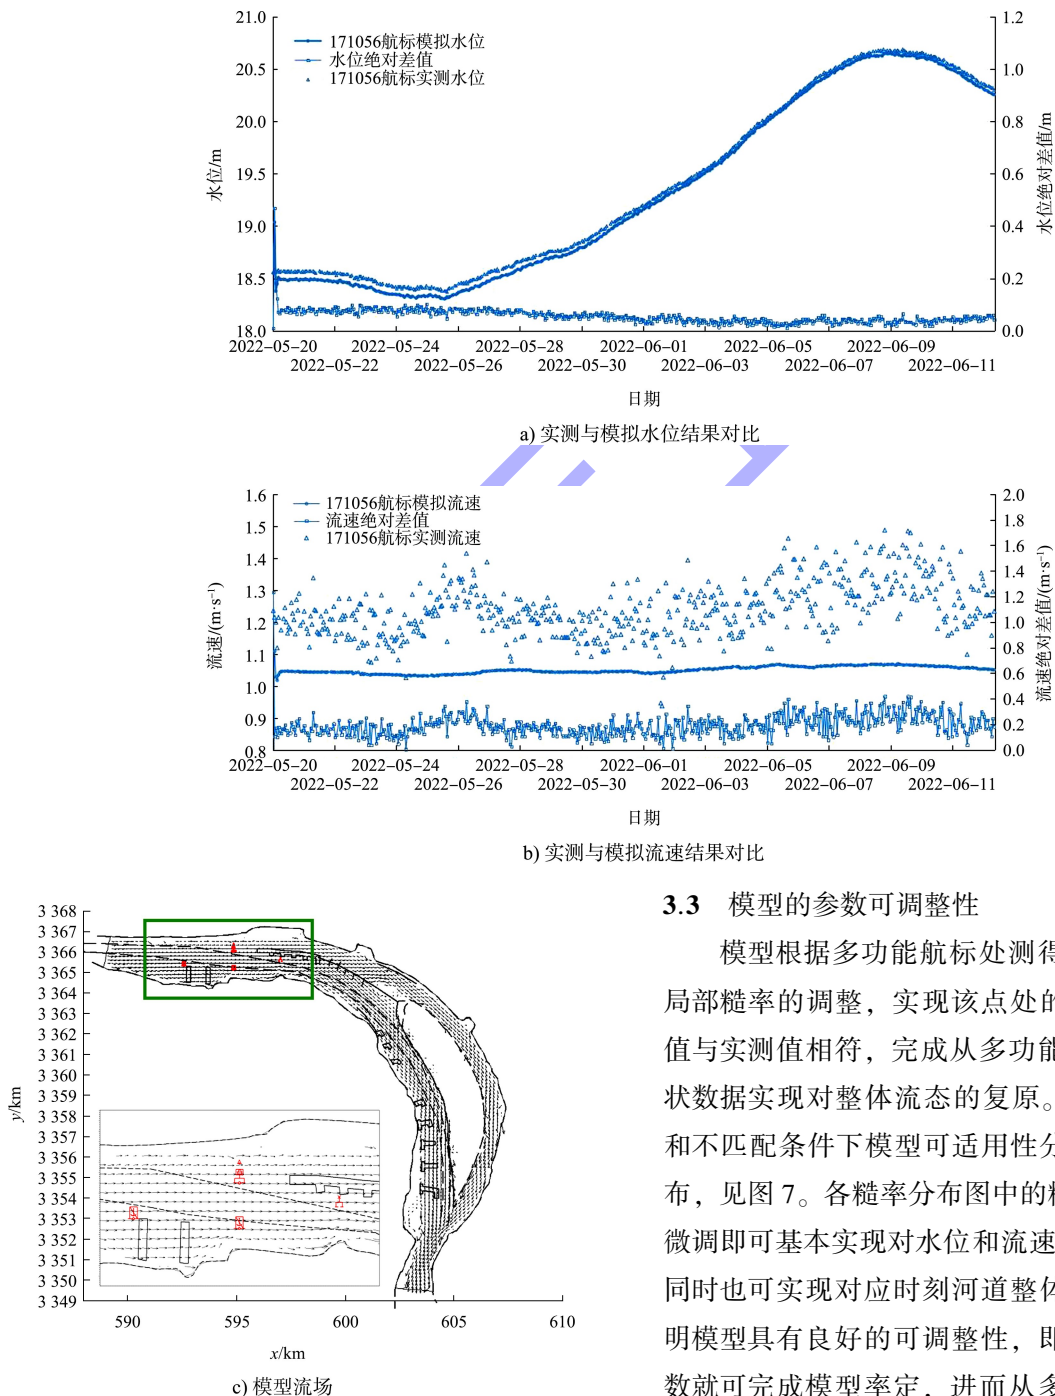 21.0
20.5
20.0
19.5
19.0
18.5
18.0
水位/m
171056航标模拟水位
水位绝对差值
171056航标实测水位
1.2
1.0
0.8
0.6
0.4
0.2
0.0
水位绝对差值/m
2022–05–20 2022–05–24 2022–05–28 2022–06–01 2022–06–05 2022–06–09
2022–05–22 2022–05–26 2022–05–30 2022–06–03 2022–06–07 2022–06–11
日期
a) 实测与模拟水位结果对比
1.6
1.5
1.4
1.3
1.2
1.1
1.0
0.9
0.8
流速/(m·s⁻¹)
171056航标模拟流速
流速绝对差值
171056航标实测流速
2.0
1.8
1.6
1.4
1.2
1.0
0.8
0.6
0.4
0.2
0.0
流速绝对差值/(m·s⁻¹)
2022–05–20 2022–05–24 2022–05–28 2022–06–01 2022–06–05 2022–06–09
2022–05–22 2022–05–26 2022–05–30 2022–06–03 2022–06–07 2022–06–11
日期
b) 实测与模拟流速结果对比
3 368
3 367
3 366
3 365
3 364
3 363
3 362
3 361
3 360
3 359
3 358
3 357
3 356
3 355
3 354
3 353
3 352
3 351
3 350
3 349
y/km
590 595 600 605 610
x/km
c) 模型流场
3.3 模型的参数可调整性
模型根据多功能航标处测得
局部糙率的调整，实现该点处的
值与实测值相符，完成从多功能
状数据实现对整体流态的复原。
和不匹配条件下模型可适用性分
布，见图 7。各糙率分布图中的糙
微调即可基本实现对水位和流速
同时也可实现对应时刻河道整体
明模型具有良好的可调整性，即
数就可完成模型率定，进而从多